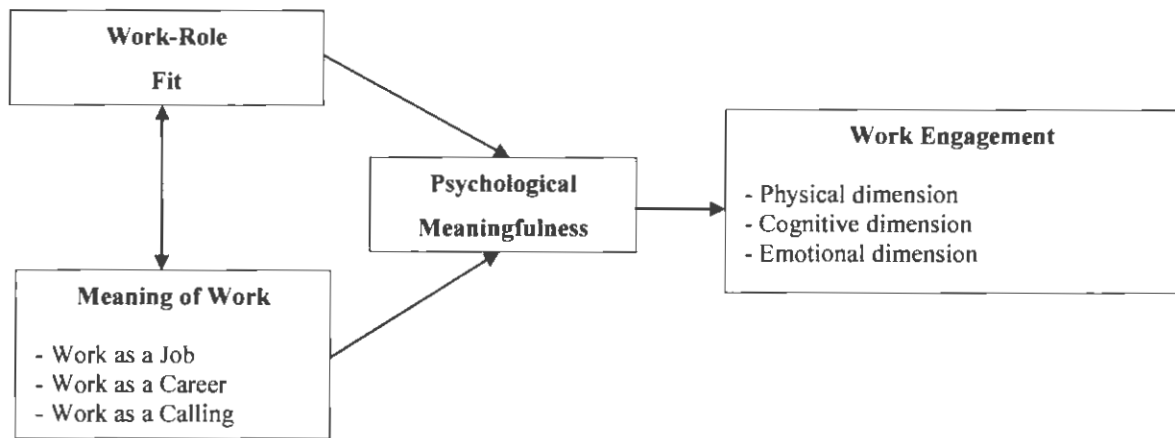 Work-Role
Fit
Meaning of Work
- Work as a Job
- Work as a Career
- Work as a Calling
Psychological
Meaningfulness
Work Engagement
- Physical dimension
- Cognitive dimension
- Emotional dimension